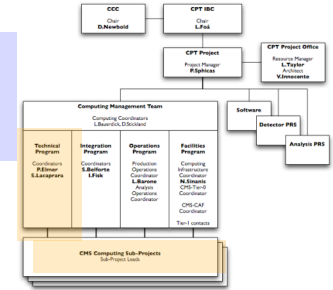 CCC
Chair
D.Newbold
CPT IBC
Chair
L.Foà
CPT Project
Project Manager
P.Sphicas
CPT Project Office
Resource Manager
L.Taylor
Architect
V.Innocente
Computing Management Team
Computing Coordinators
L.Bauerdick, D.Stickland
Software
Detector PRS
Analysis PRS
Technical
Program
Coordinators
P.Elmer
S.Lacaprara
Integration
Program
Coordinators
S.Belforte
I.Fisk
Operations
Program
Production
Operations
Coordinator
L.Barone
Analysis
Operations
Coordinator
Facilities
Program
Computing
Infrastructure
Coordinator
N.Sinanis
CMS-Tier-0
Coordinator
CMS-CAF
Coordinator
Tier-1 contacts
CMS Computing Sub-Projects
Sub-Project Leads